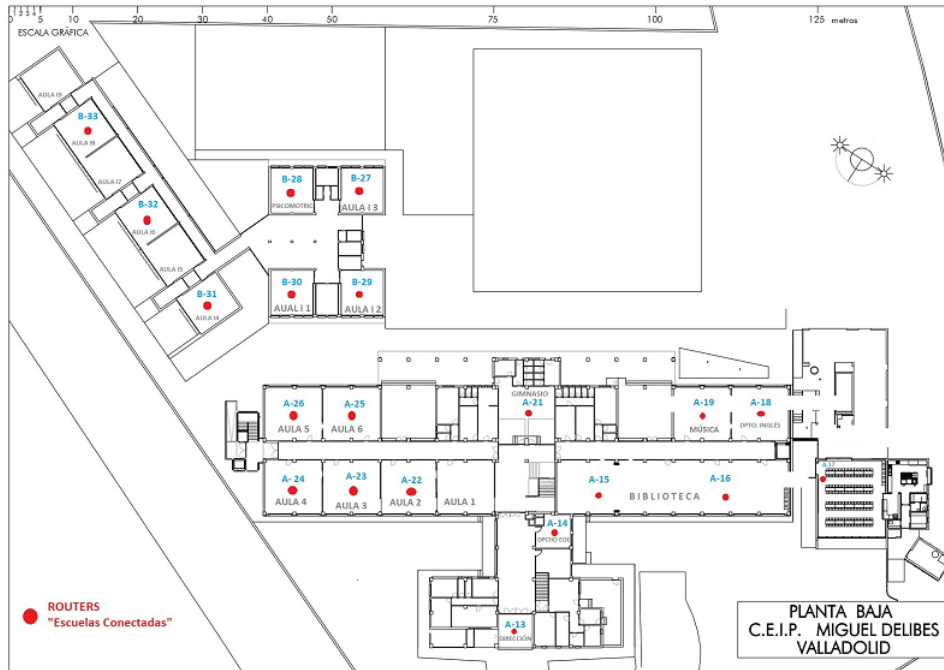 0 5 10 20 30 40 50 75 100 125 metras
ESCALA GRÁFICA
AULA I9
B-33
AULA I8
AULA I7
B-32
AULA I6
AULA I5
B-31
AULA I4
B-28
PSICOMOTRIC
B-27
AULA I 3
B-30
AUAL I 1
B-29
AULA I 2
A-26
AULA 5
A-25
AULA 6
GIMNASIO
A-21
A-19
MÚSICA
A-18
DPTO. INGLÉS
A-24
AULA 4
A-23
AULA 3
A-22
AULA 2
AULA 1
A-15
BIBLIOTECA
A-16
A-17
A-14
DPCHO EOE
A-13
DIRECCIÓN
ROUTERS
"Escuelas Conectadas"
PLANTA BAJA
C.E.I.P. MIGUEL DELIBES
VALLADOLID